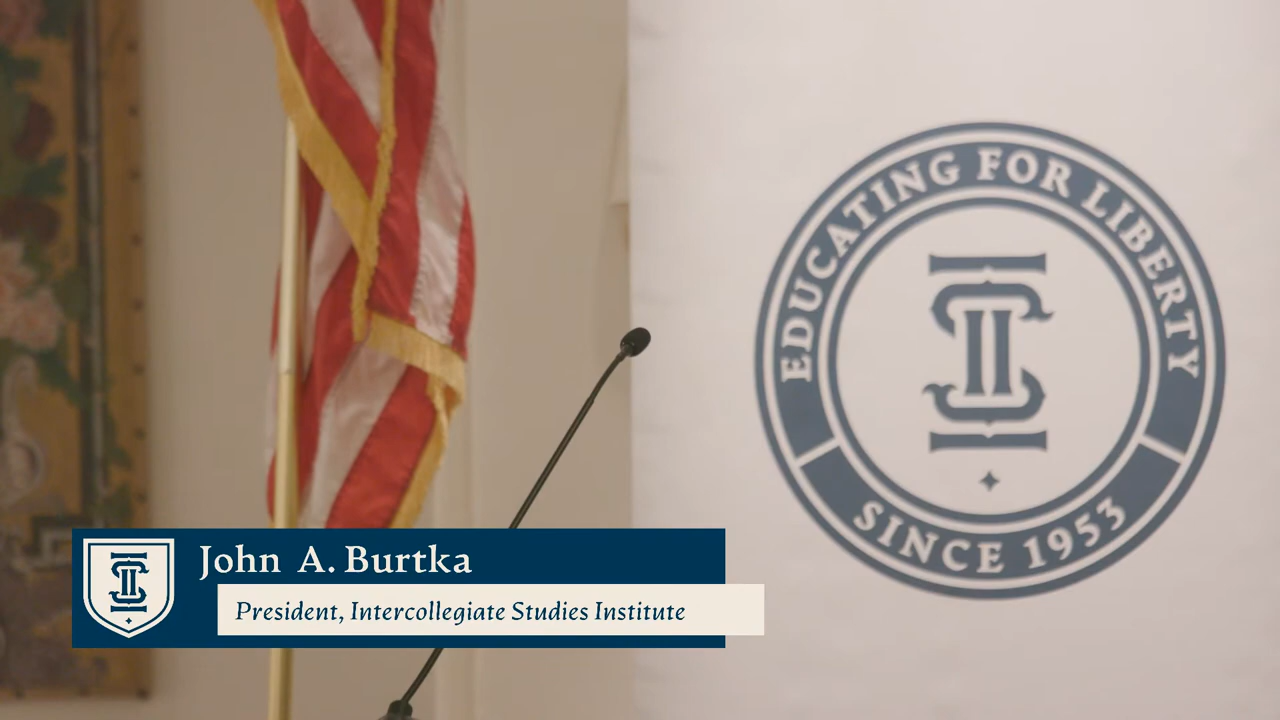 EDUCATING FOR LIBERTY
SINCE 1953
John A. Burtka
President, Intercollegiate Studies Institute